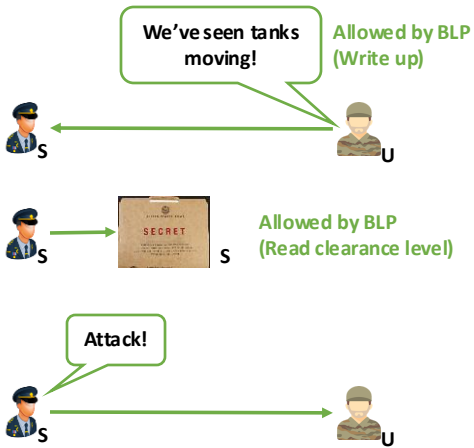 We've seen tanks
moving!
Allowed by BLP
(Write up)
S
U
S
SECRET
S
Allowed by BLP
(Read clearance level)
Attack!
S
U